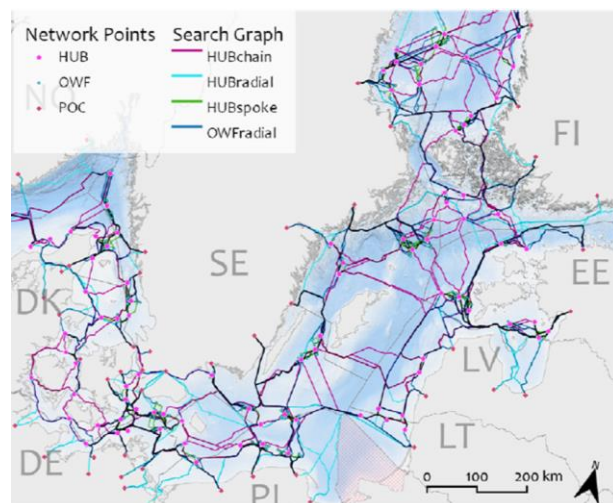 Network Points
HUB
OWF
POC
Search Graph
HUBchain
HUBradial
HUBspoke
OWFradial
NO
FI
SE
EE
DK
LV
LT
DE
PL
0 100 200 km
N